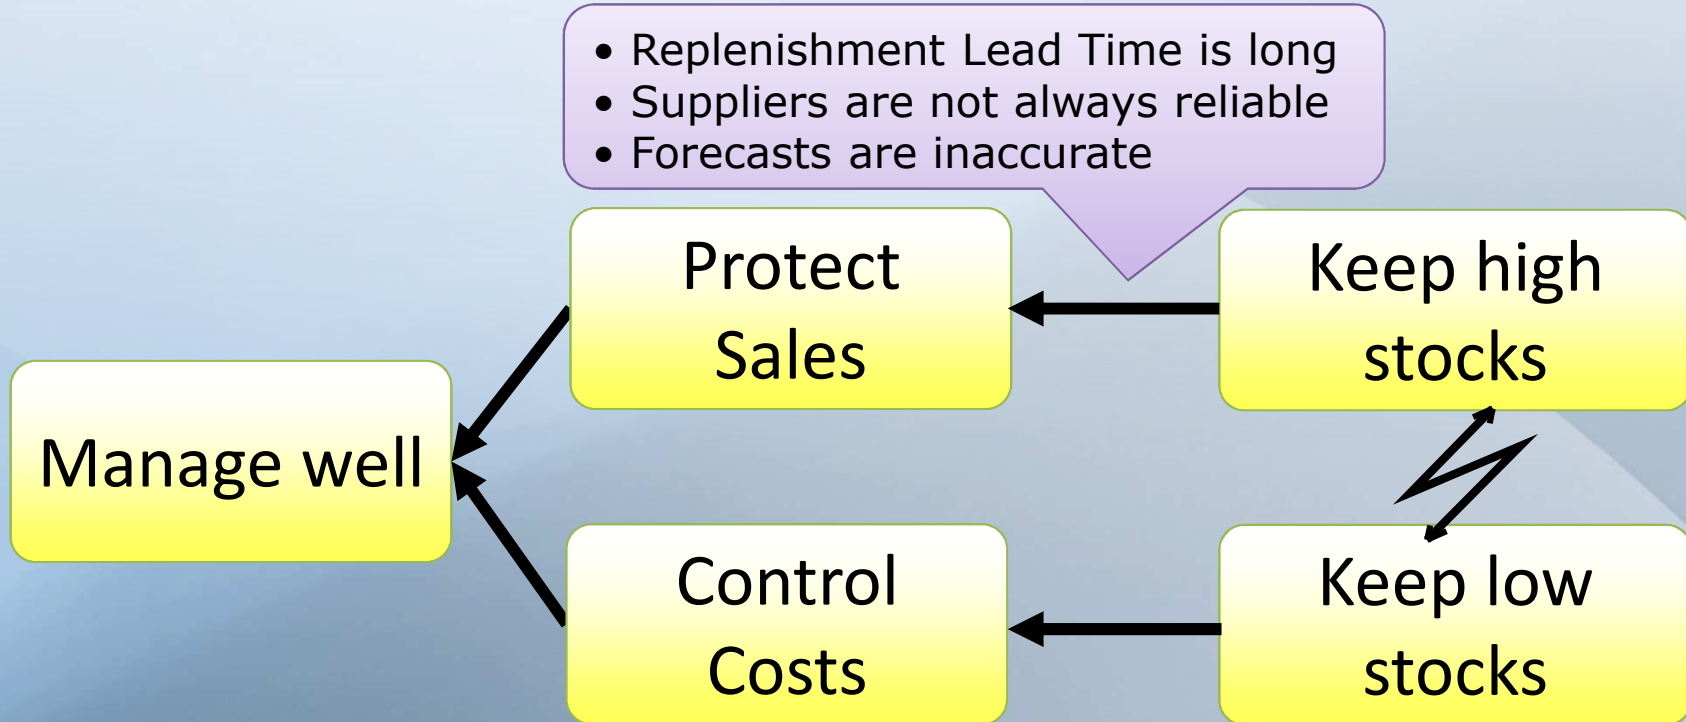 • Replenishment Lead Time is long
• Suppliers are not always reliable
• Forecasts are inaccurate
Protect
Sales
Keep high
stocks
Manage well
Control
Costs
Keep low
stocks